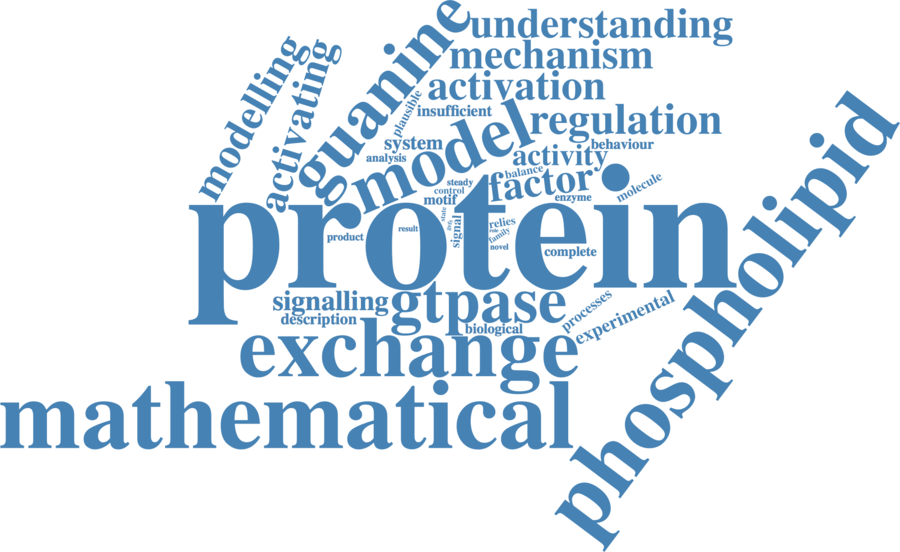 understanding
mechanism
activation
guanine
modelling
activating
plausible
insufficient
regulation
system
behaviour
analysis
model
activity
balance
factor
steady
control
motif
enzyme
molecule
protein
phospholipid
state
signal
relies
role
family
novel
product
result
complete
signalling
gtpase
description
biological
processes
experimental
exchange
mathematical